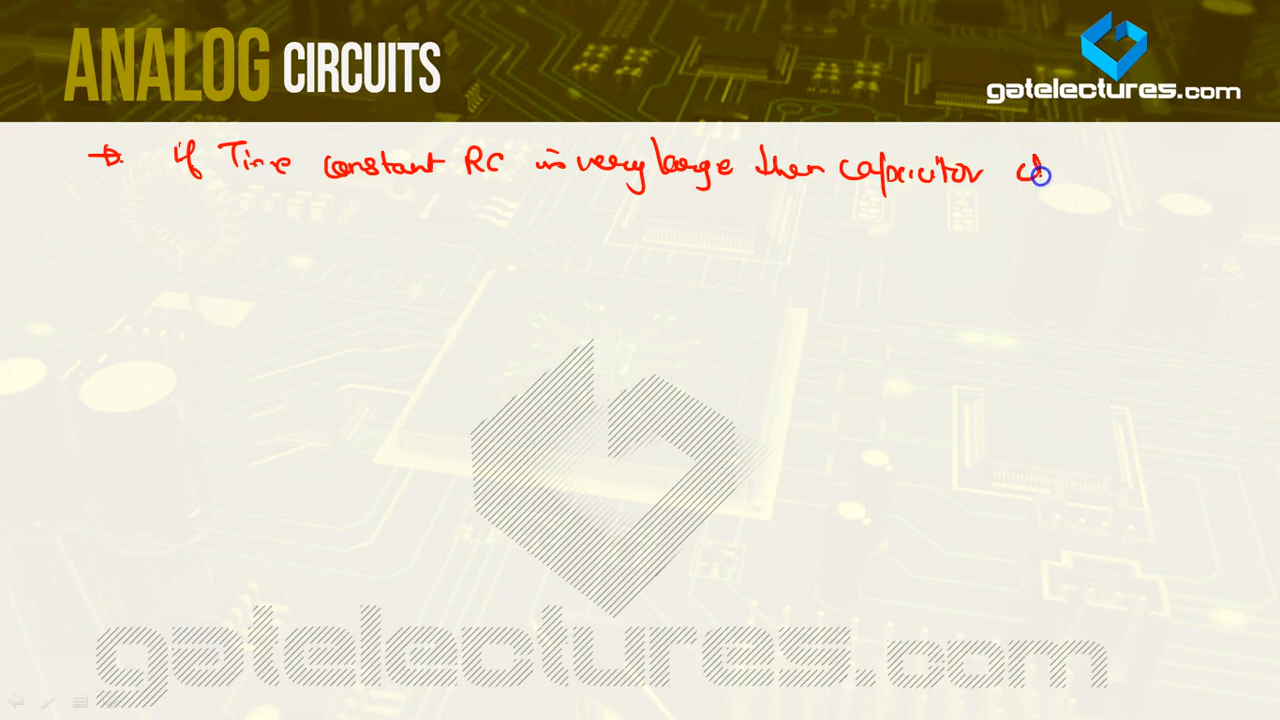 ANALOG CIRCUITS
gatelectures.com
if Time constant RC is very large then capacitor
gatelectures.com